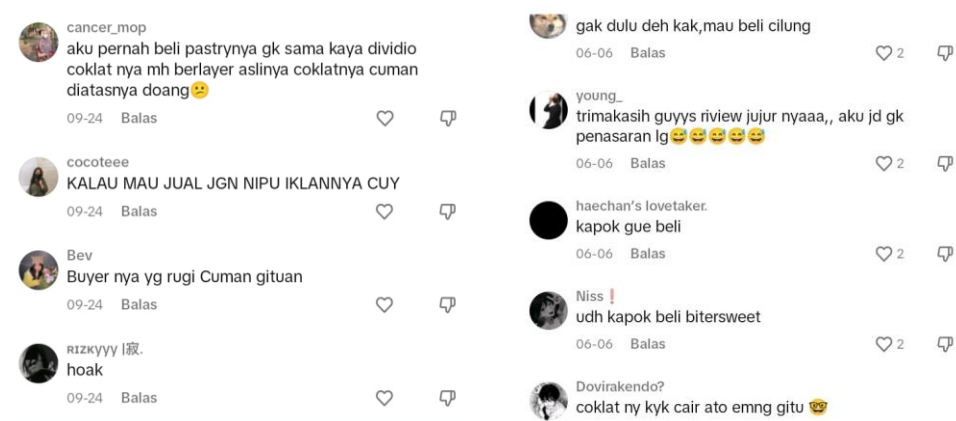 cancer_mop
aku pernah beli pastrynya gk sama kaya dividio
coklat nya mh berlayer aslinya coklatnya cuman
diatasnya doang😕
09-24 Balas
cocoteee
KALAU MAU JUAL JGN NIPU IKLANNYA CUY
09-24 Balas
Bev
Buyer nya yg rugi Cuman gituan
09-24 Balas
ʀɪᴢᴋyyy |寂.
hoak
09-24 Balas
gak dulu deh kak,mau beli cilung
06-06 Balas 2
young_
trimakasih guyys riview jujur nyaaa,, aku jd gk
penasaran lg😅😅😅😅😅
06-06 Balas 2
haechan's lovetaker.
kapok gue beli
06-06 Balas 2
Niss❗
udh kapok beli bitersweet
06-06 Balas 2
Dovirakendo?
coklat ny kyk cair ato emng gitu 🤓